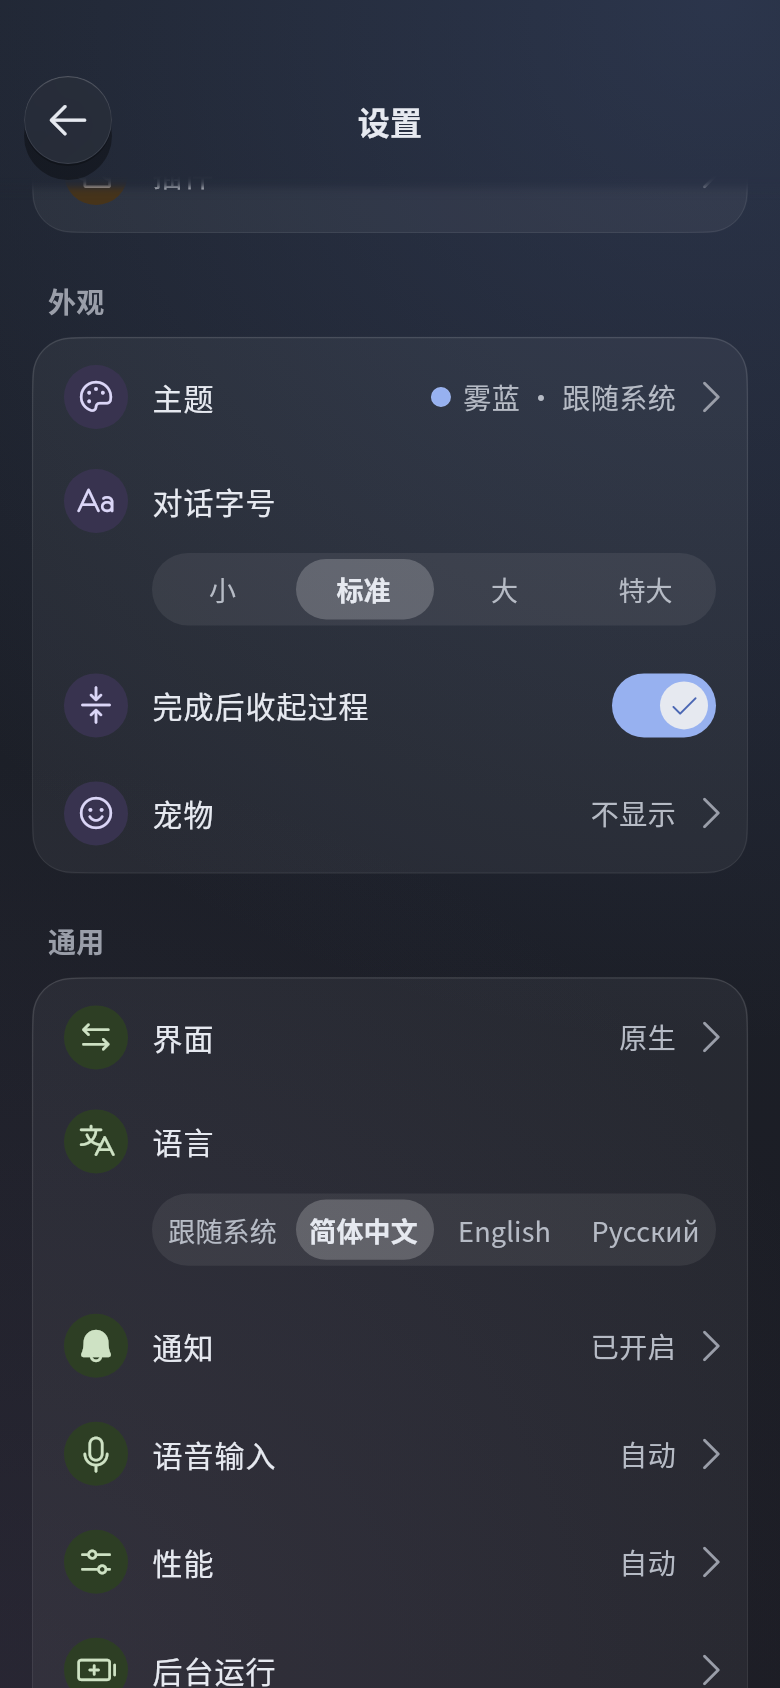 设置
外观
主题
雾蓝 · 跟随系统
Aa
对话字号
小 标准 大 特大
完成后收起过程
宠物
不显示
通用
界面
原生
文A
语言
跟随系统 简体中文 English Русский
通知
已开启
语音输入
自动
性能
自动
后台运行